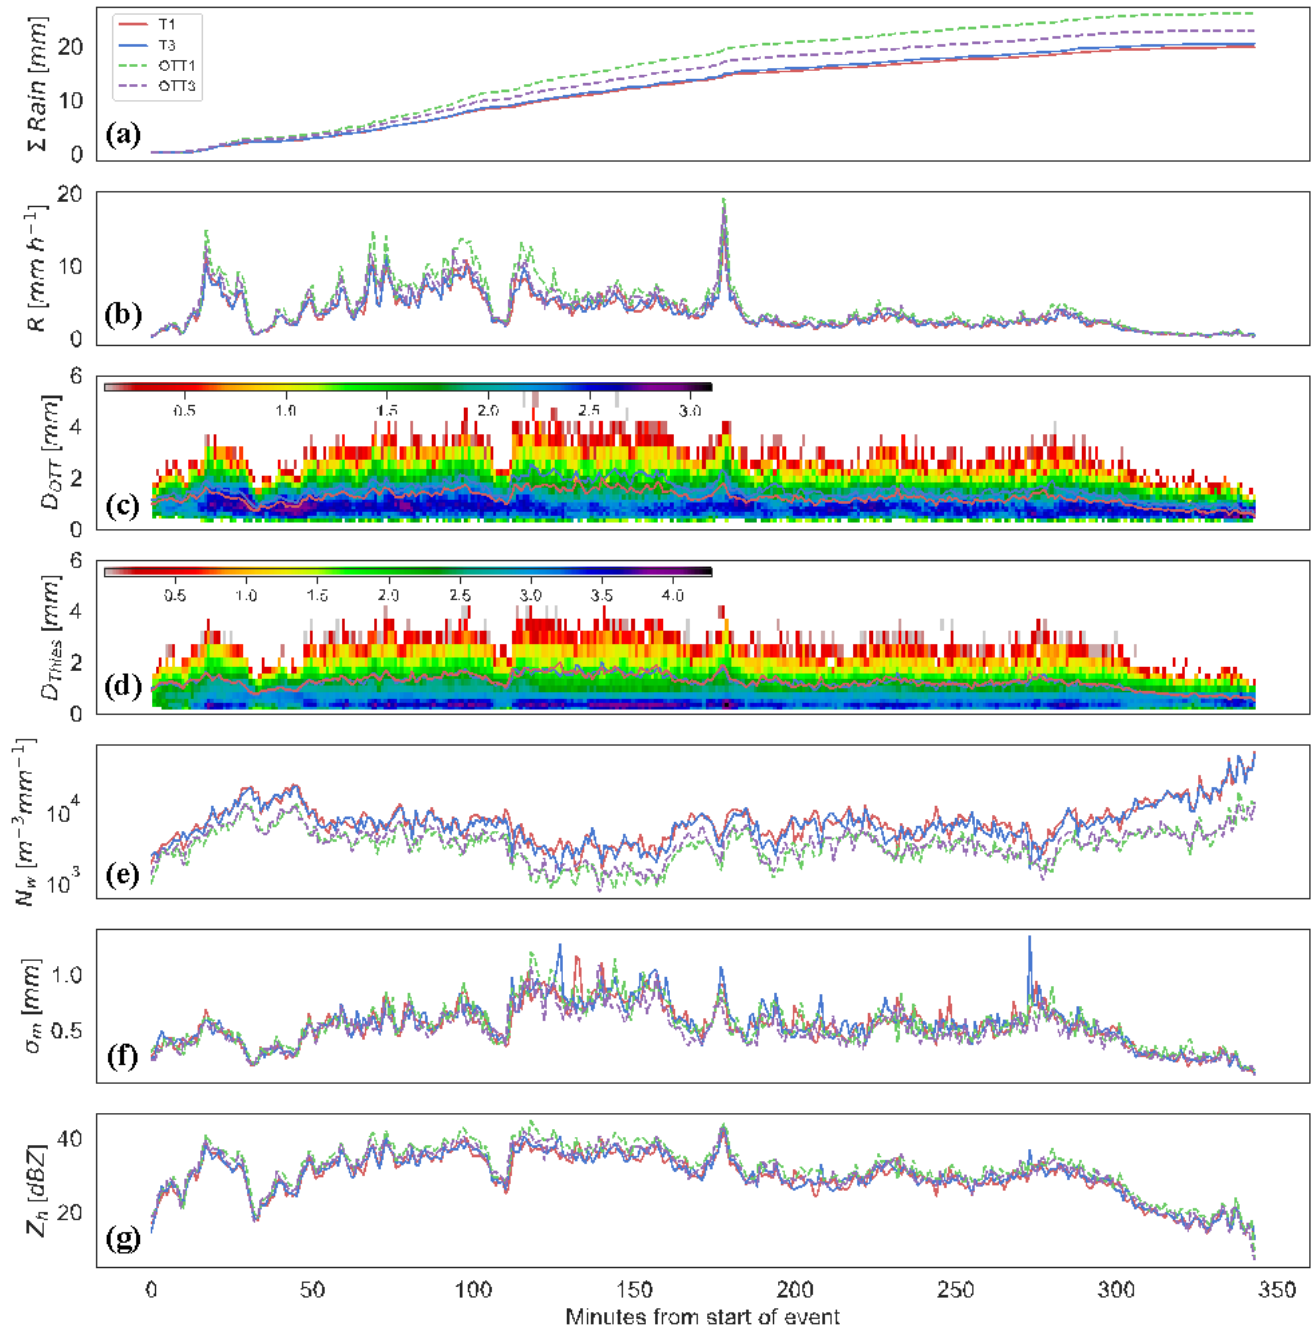 T1
T3
OTT1
OTT3
Σ Rain [mm]
20
10
0
(a)
R [mm h⁻¹]
20
10
0
(b)
D_OTT [mm]
6
4
2
0
0.5 1.0 1.5 2.0 2.5 3.0
(c)
D_Thies [mm]
6
4
2
0
0.5 1.0 1.5 2.0 2.5 3.0 3.5 4.0
(d)
N_w [m⁻³mm⁻¹]
10⁴
10³
(e)
σ_m [mm]
1.0
0.5
(f)
Z_h [dBZ]
40
20
(g)
0 50 100 150 200 250 300 350
Minutes from start of event